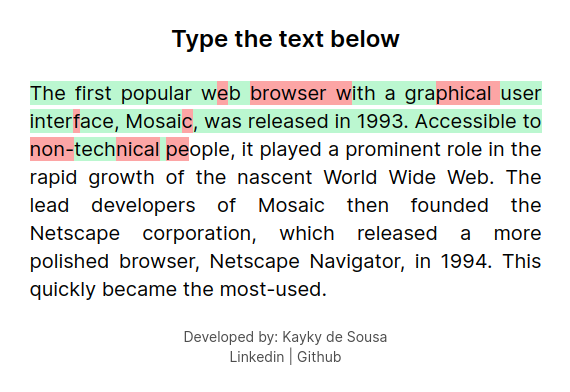 Type the text below
The first popular web browser with a graphical user
interface, Mosaic, was released in 1993. Accessible to
non-technical people, it played a prominent role in the
rapid growth of the nascent World Wide Web. The
lead developers of Mosaic then founded the
Netscape corporation, which released a more
polished browser, Netscape Navigator, in 1994. This
quickly became the most-used.
Developed by: Kayky de Sousa
Linkedin | Github